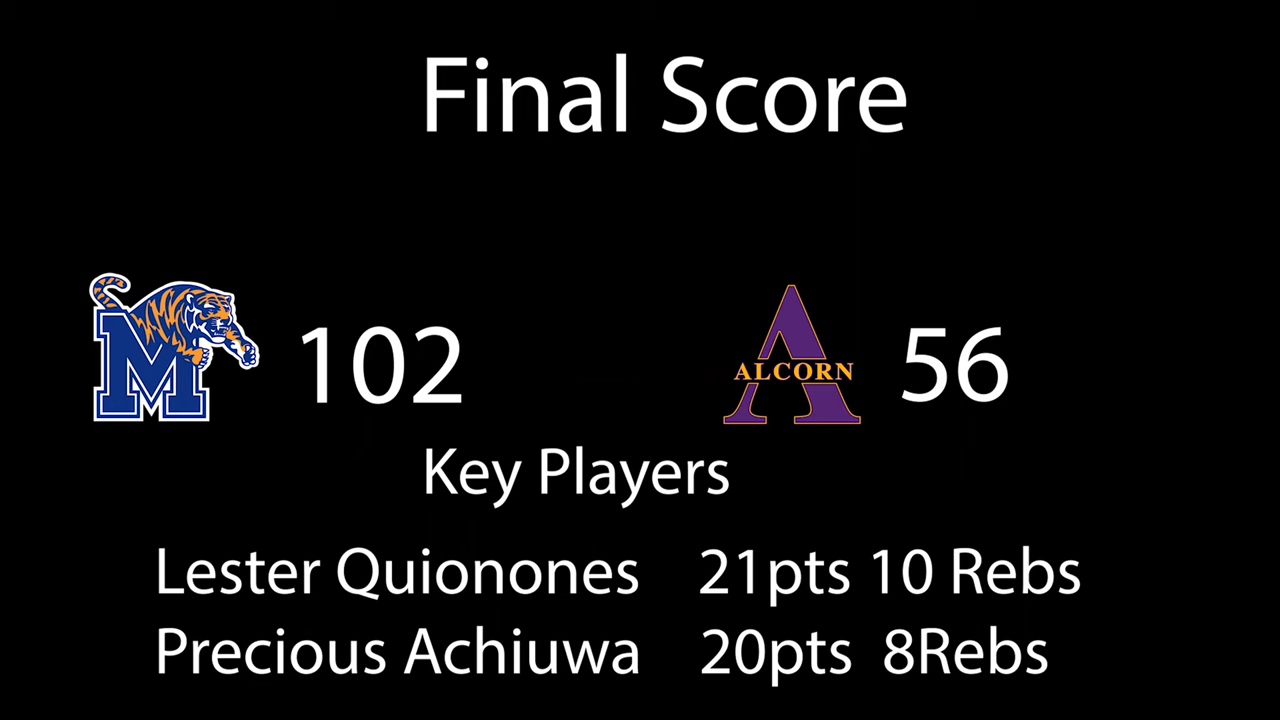 Final Score
M 102 ALCORN A 56
Key Players
Lester Quionones 21pts 10 Rebs
Precious Achiuwa 20pts 8Rebs